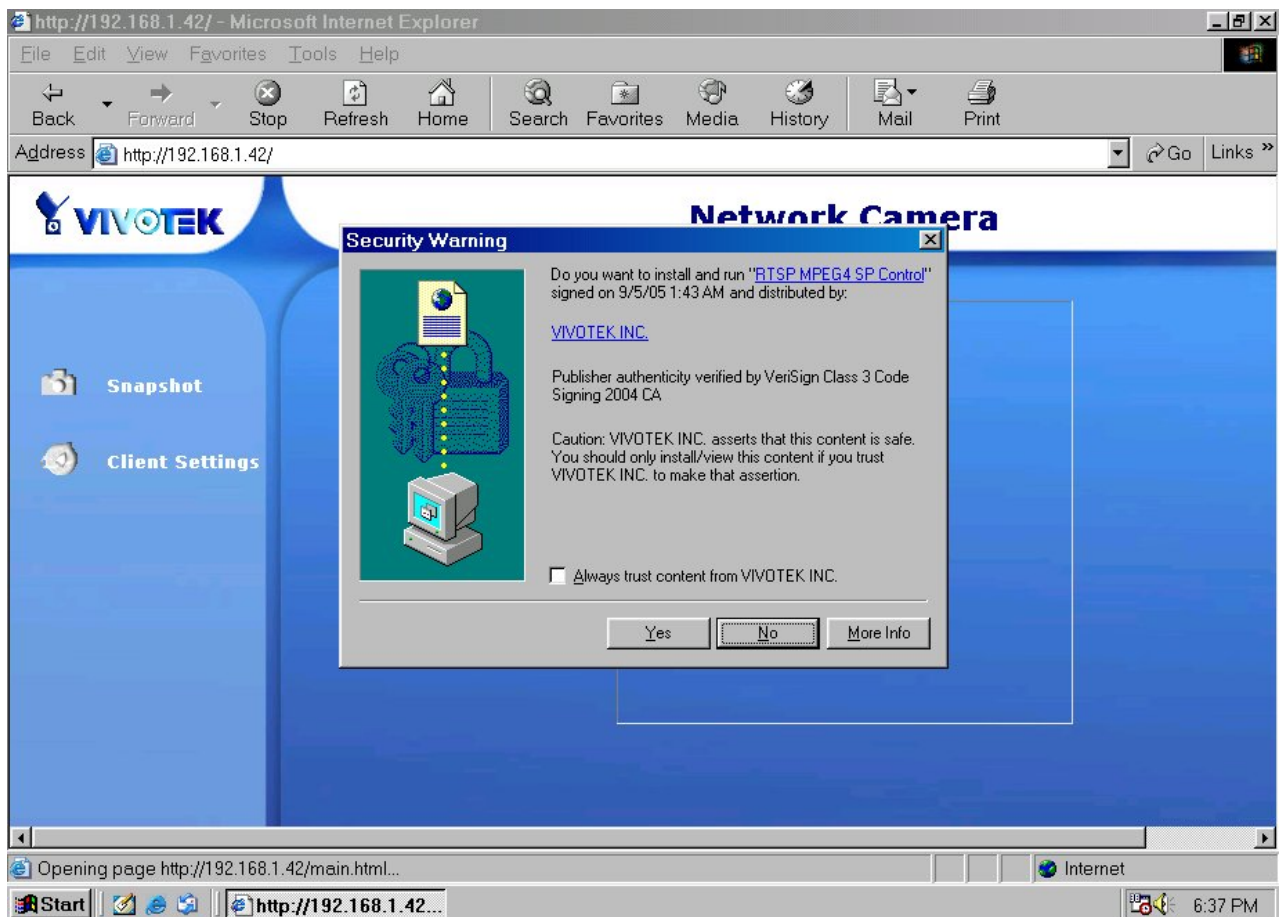 http://192.168.1.42/ - Microsoft Internet Explorer
File Edit View Favorites Tools Help
Back Forward Stop Refresh Home Search Favorites Media History Mail Print
Address http://192.168.1.42/ Go Links »
VIVOTEK
Network Camera
Snapshot
Client Settings
Security Warning
Do you want to install and run "RTSP MPEG4 SP Control"
signed on 9/5/05 1:43 AM and distributed by:
VIVOTEK INC.
Publisher authenticity verified by VeriSign Class 3 Code
Signing 2004 CA
Caution: VIVOTEK INC. asserts that this content is safe.
You should only install/view this content if you trust
VIVOTEK INC. to make that assertion.
Always trust content from VIVOTEK INC.
Yes No More Info
Opening page http://192.168.1.42/main.html... Internet
Start http://192.168.1.42... 6:37 PM